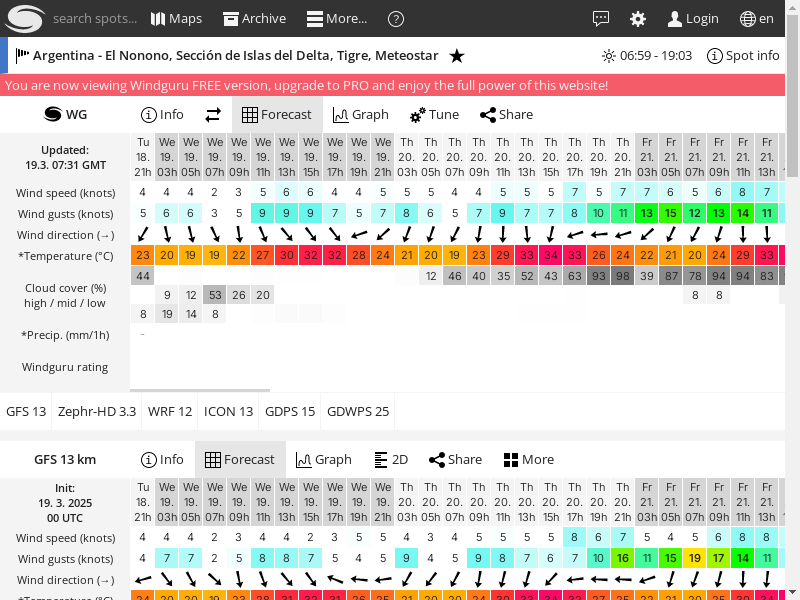 search spots... Maps Archive More... ? Login en
Argentina - El Nonono, Sección de Islas del Delta, Tigre, Meteostar ★ 06:59 - 19:03 Spot info
You are now viewing Windguru FREE version, upgrade to PRO and enjoy the full power of this website!
WG Info Forecast Graph Tune Share
Updated:
19.3. 07:31 GMT
Tu We We We We We We We We We We Th Th Th Th Th Th Th Th Th Th Fr Fr Fr Fr Fr Fr
18. 19. 19. 19. 19. 19. 19. 19. 19. 19. 19. 20. 20. 20. 20. 20. 20. 20. 20. 20. 20. 21. 21. 21. 21. 21. 21.
21h 03h 05h 07h 09h 11h 13h 15h 17h 19h 21h 03h 05h 07h 09h 11h 13h 15h 17h 19h 21h 03h 05h 07h 09h 11h 13h
Wind speed (knots) 4 4 4 2 3 5 6 6 4 4 5 5 5 4 4 5 5 5 7 5 7 7 6 5 6 8 7
Wind gusts (knots) 5 6 6 3 5 9 9 9 7 5 7 8 6 5 7 9 7 7 8 10 11 13 15 12 13 14 11
Wind direction (→)
*Temperature (°C) 23 20 19 19 22 27 30 32 32 28 24 21 20 19 23 29 33 34 33 26 24 22 21 20 24 29 33
Cloud cover (%)
high / mid / low
44 12 46 40 35 52 43 63 93 98 39 87 78 94 94 83
9 12 53 26 20 8 8
8 19 14 8
*Precip. (mm/1h) -
Windguru rating
GFS 13 Zephr-HD 3.3 WRF 12 ICON 13 GDPS 15 GDWPS 25
GFS 13 km Info Forecast Graph 2D Share More
Init:
19. 3. 2025
00 UTC
Tu We We We We We We We We We We Th Th Th Th Th Th Th Th Th Th Fr Fr Fr Fr Fr Fr
18. 19. 19. 19. 19. 19. 19. 19. 19. 19. 19. 20. 20. 20. 20. 20. 20. 20. 20. 20. 20. 21. 21. 21. 21. 21. 21.
21h 03h 05h 07h 09h 11h 13h 15h 17h 19h 21h 03h 05h 07h 09h 11h 13h 15h 17h 19h 21h 03h 05h 07h 09h 11h 13h
Wind speed (knots) 4 4 4 2 3 4 4 2 3 5 5 4 3 4 5 5 5 5 8 6 7 5 4 5 6 8 8
Wind gusts (knots) 4 7 7 2 5 8 8 7 5 4 5 9 4 5 9 8 7 6 7 10 16 11 15 19 17 14 11
Wind direction (→)